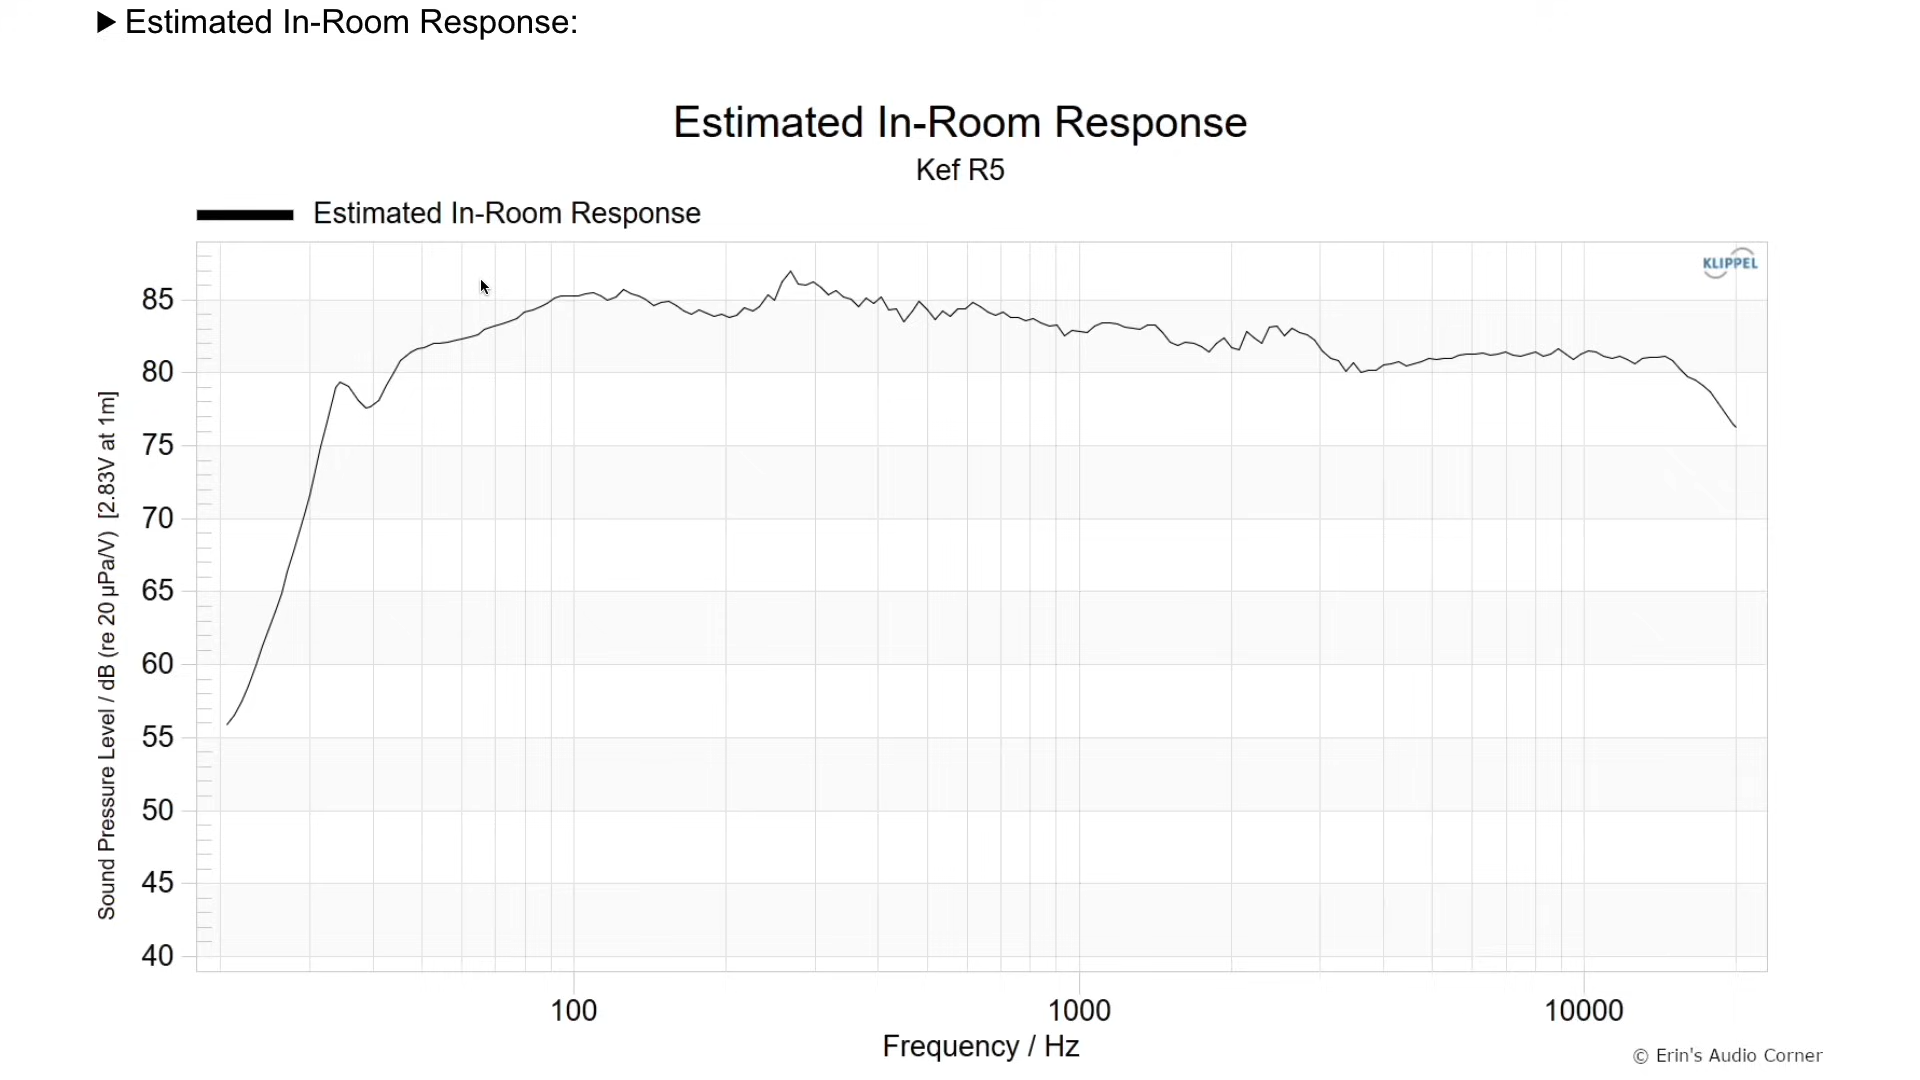 ▶ Estimated In-Room Response:
Estimated In-Room Response
Kef R5
Estimated In-Room Response
KLIPPEL
85
80
75
70
65
60
55
50
45
40
Sound Pressure Level / dB (re 20 µPa/V) [2.83V at 1m]
100 1000 10000
Frequency / Hz
© Erin's Audio Corner